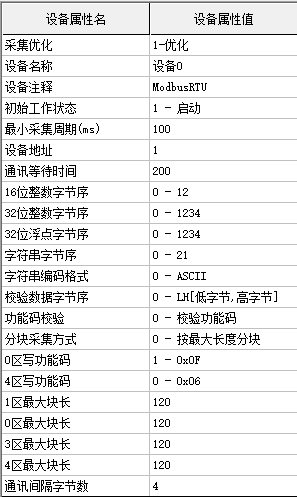 设备属性名 设备属性值
采集优化 1-优化
设备名称 设备0
设备注释 ModbusRTU
初始工作状态 1 - 启动
最小采集周期(ms) 100
设备地址 1
通讯等待时间 200
16位整数字节序 0 - 12
32位整数字节序 0 - 1234
32位浮点字节序 0 - 1234
字符串字节序 0 - 21
字符串编码格式 0 - ASCII
校验数据字节序 0 - LH[低字节,高字节]
功能码校验 0 - 校验功能码
分块采集方式 0 - 按最大长度分块
0区写功能码 1 - 0x0F
4区写功能码 0 - 0x06
1区最大块长 120
0区最大块长 120
3区最大块长 120
4区最大块长 120
通讯间隔字节数 4